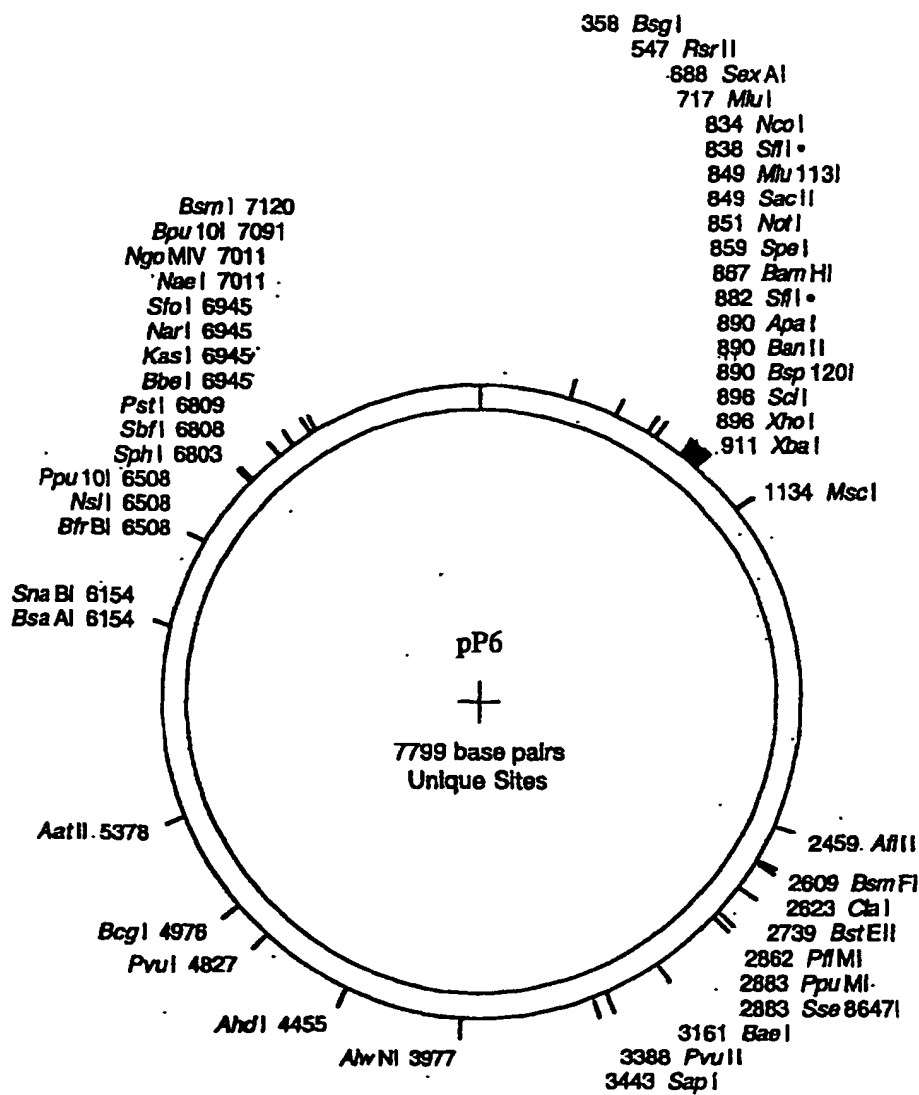 358 BsgI
547 RsrII
688 SexAI
717 MluI
834 NcoI
838 SfiI•
849 Mlu113I
849 SacII
851 NotI
859 SpeI
887 BamHI
882 SfiI•
890 ApaI
890 BanII
890 Bsp120I
896 SciI
896 XhoI
911 XbaI
1134 MscI
BsmI 7120
Bpu10I 7091
NgoMIV 7011
NaeI 7011
SfoI 6945
NarI 6945
KasI 6945
BbeI 6945
PstI 6809
SbfI 6808
SphI 6803
Ppu10I 6508
NsiI 6508
BfrBI 6508
SnaBI 6154
BsaAI 6154
pP6
7799 base pairs
Unique Sites
AatII 5378
BcgI 4976
PvuI 4827
AhdI 4455
AlwNI 3977
2459 AflII
2609 BsmFI
2623 ClaI
2739 BstEII
2862 PflMI
2883 PpuMI
2883 Sse8647I
3161 BaeI
3388 PvuII
3443 SapI